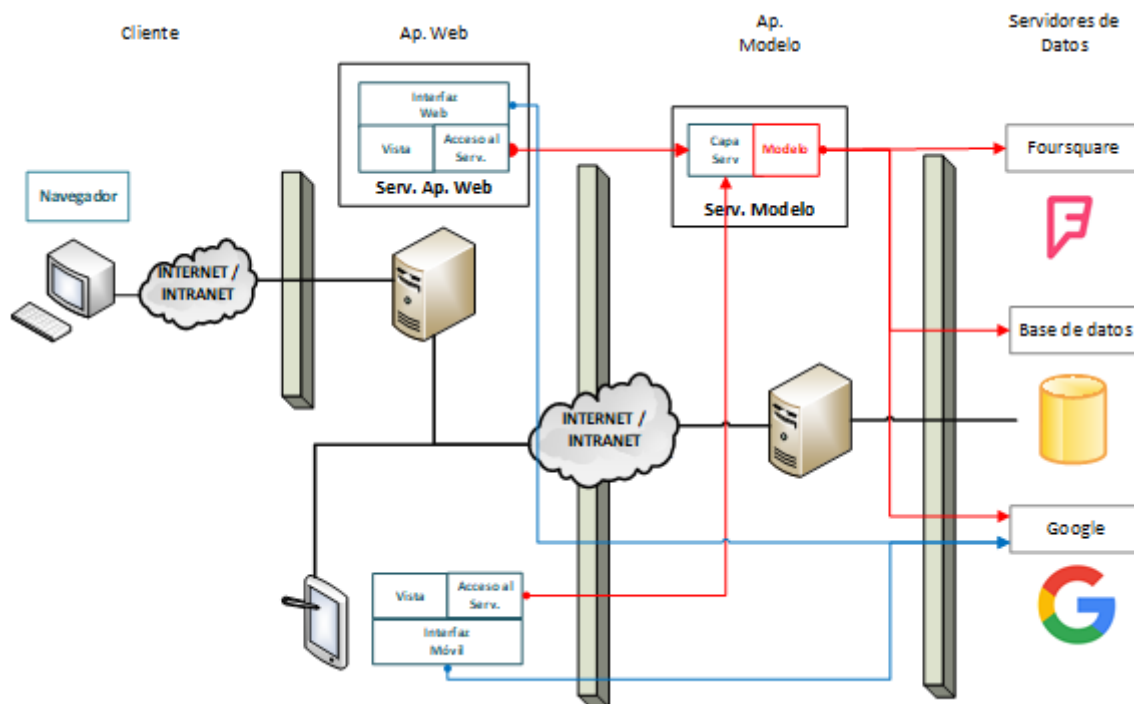 Cliente
Ap. Web
Ap.
Modelo
Servidores de
Datos
Interfaz
Web
Vista
Acceso al
Serv.
Serv. Ap. Web
Capa
Serv
Modelo
Serv. Modelo
Foursquare
Navegador
INTERNET /
INTRANET
Base de datos
INTERNET /
INTRANET
Google
Vista
Acceso al
Serv.
Interfaz
Móvil